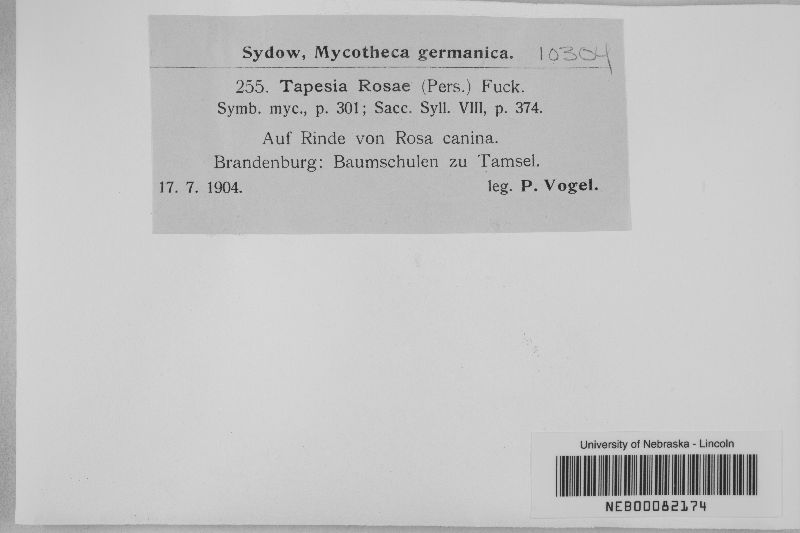 Sydow, Mycotheca germanica. 10304
255. Tapesia Rosae (Pers.) Fuck.
Symb. myc., p. 301; Sacc. Syll. VIII, p. 374.
Auf Rinde von Rosa canina.
Brandenburg: Baumschulen zu Tamsel.
17. 7. 1904. leg. P. Vogel.
University of Nebraska - Lincoln
NEB00082174